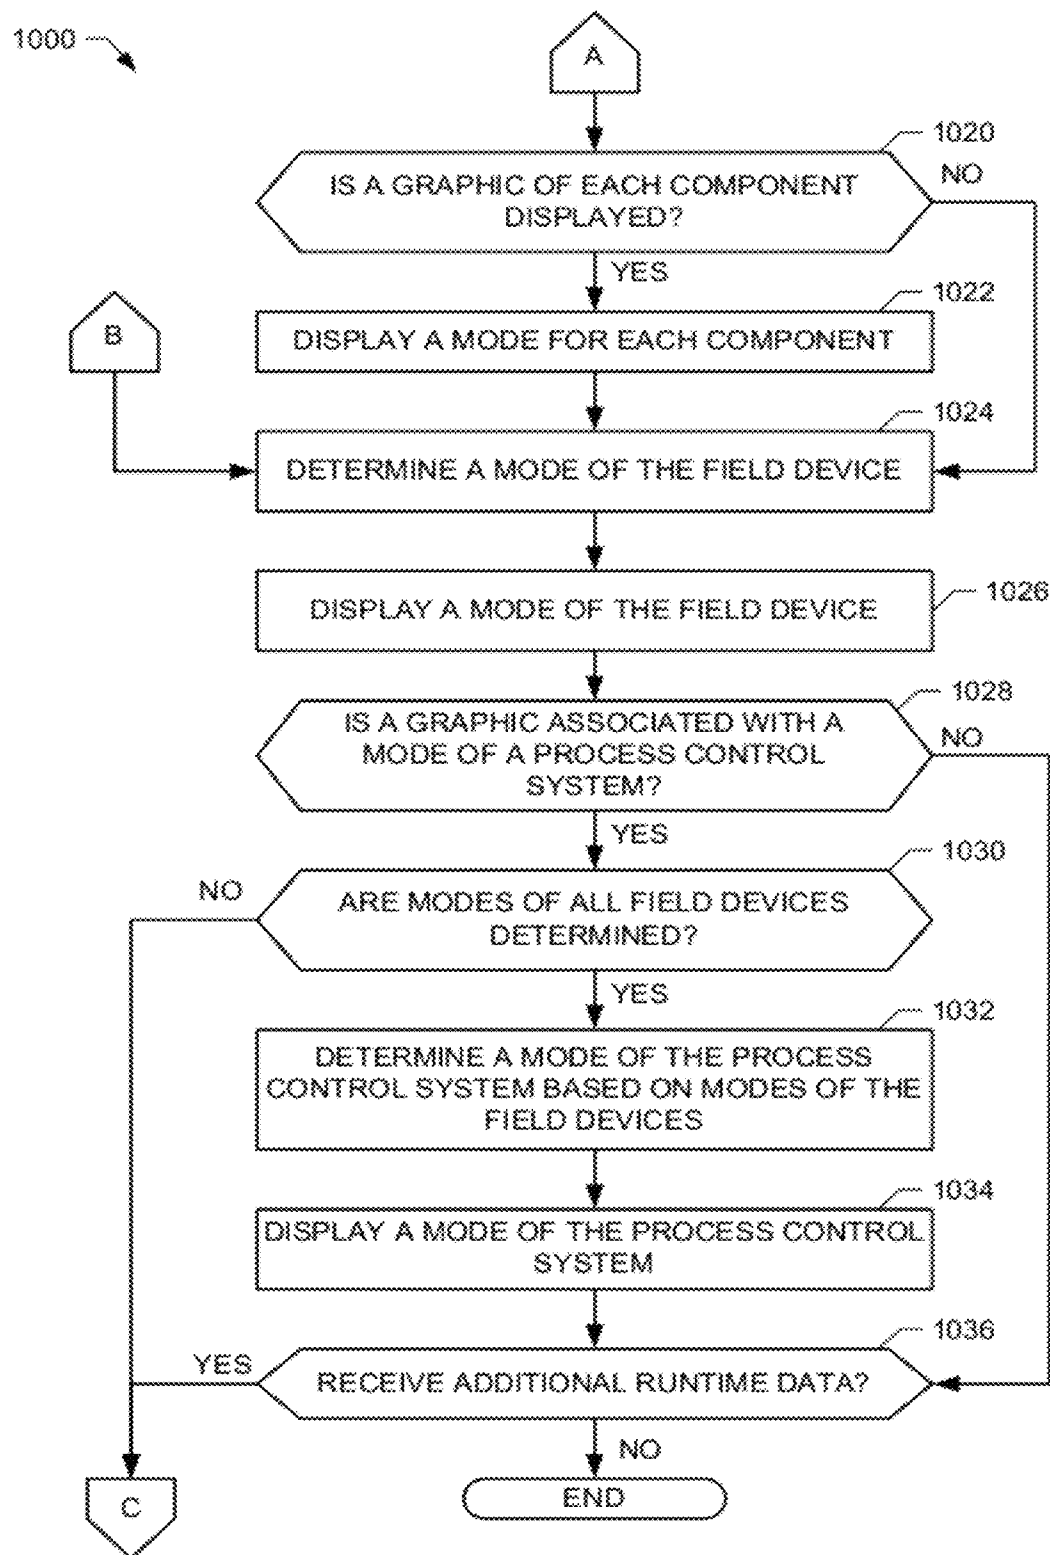 1000
A
1020
IS A GRAPHIC OF EACH COMPONENT
DISPLAYED?
NO
YES
1022
B
DISPLAY A MODE FOR EACH COMPONENT
1024
DETERMINE A MODE OF THE FIELD DEVICE
DISPLAY A MODE OF THE FIELD DEVICE
1026
1028
IS A GRAPHIC ASSOCIATED WITH A
MODE OF A PROCESS CONTROL
SYSTEM?
NO
YES
1030
NO
ARE MODES OF ALL FIELD DEVICES
DETERMINED?
YES
1032
DETERMINE A MODE OF THE PROCESS
CONTROL SYSTEM BASED ON MODES OF THE
FIELD DEVICES
1034
DISPLAY A MODE OF THE PROCESS CONTROL
SYSTEM
1036
YES
RECEIVE ADDITIONAL RUNTIME DATA?
NO
C
END